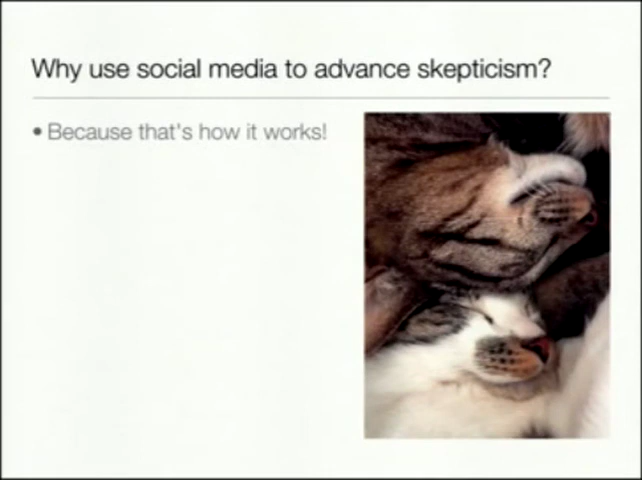 Why use social media to advance skepticism?
• Because that's how it works!